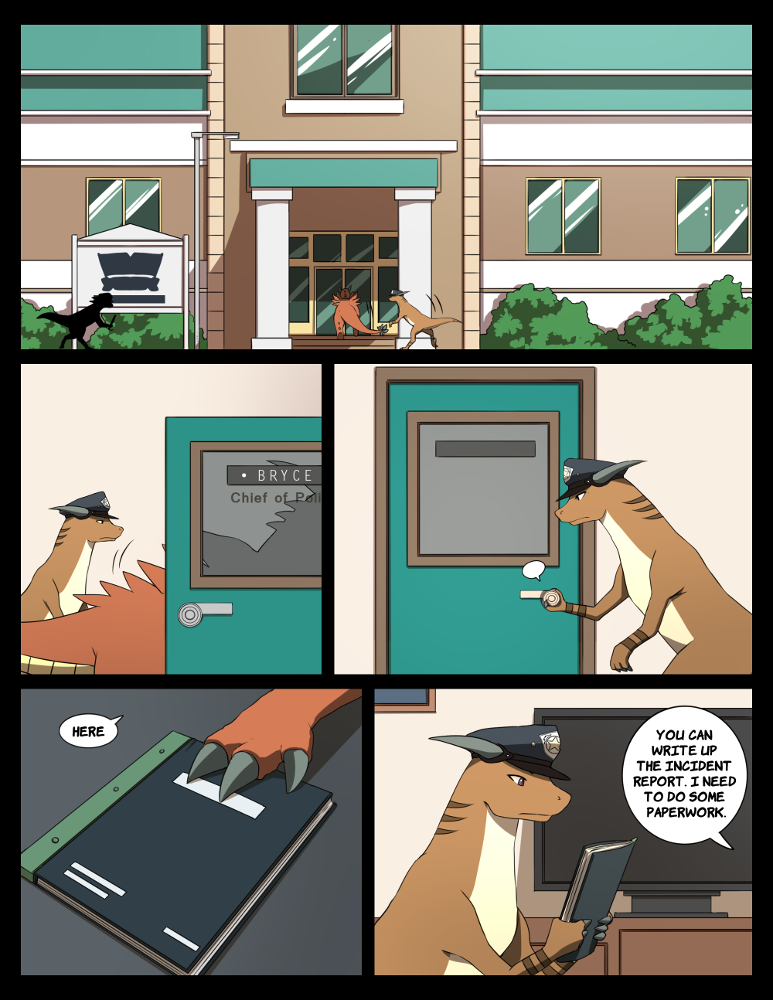 • BRYCE
Chief of Poli
HERE
YOU CAN
WRITE UP
THE INCIDENT
REPORT. I NEED
TO DO SOME
PAPERWORK.